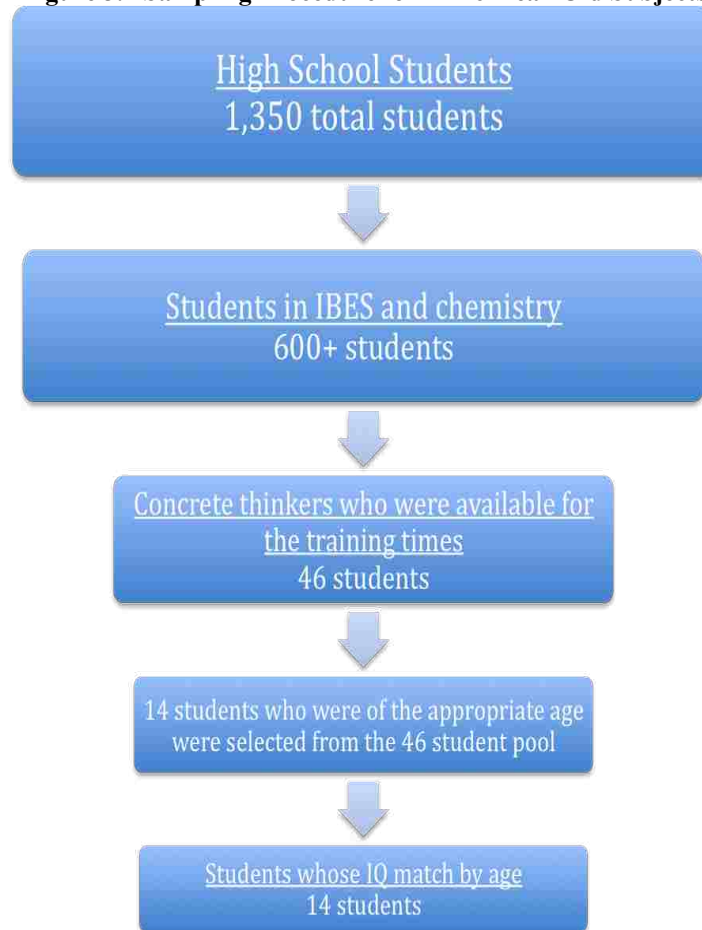 High School Students
1,350 total students
Students in IBES and chemistry
600+ students
Concrete thinkers who were available for
the training times
46 students
14 students who were of the appropriate age
were selected from the 46 student pool
Students whose IQ match by age
14 students